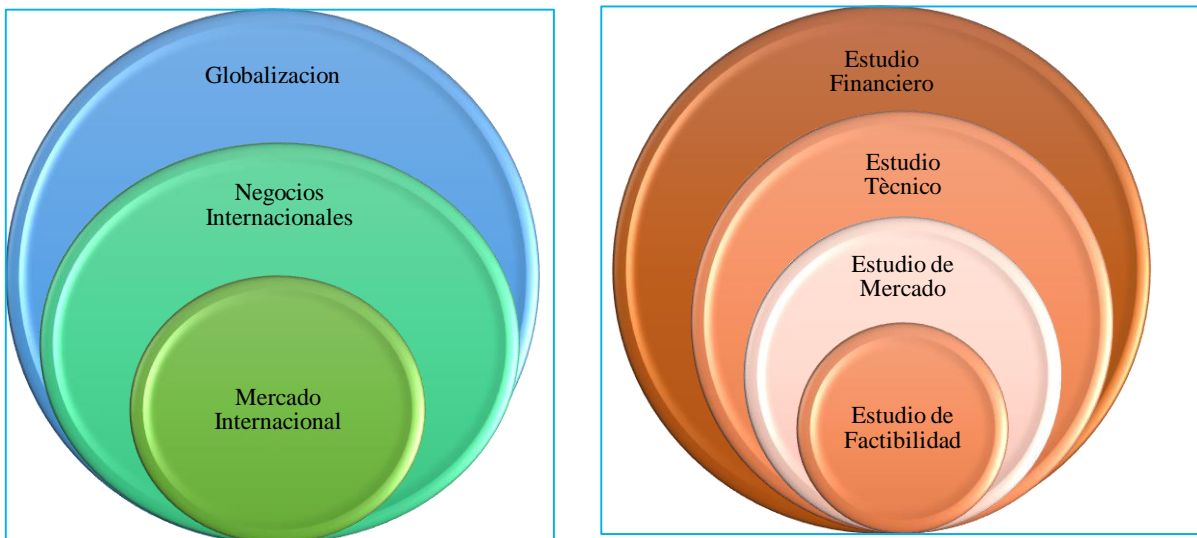 Globalizacion
Negocios
Internacionales
Mercado
Internacional
Estudio
Financiero
Estudio
Tècnico
Estudio de
Mercado
Estudio de
Factibilidad